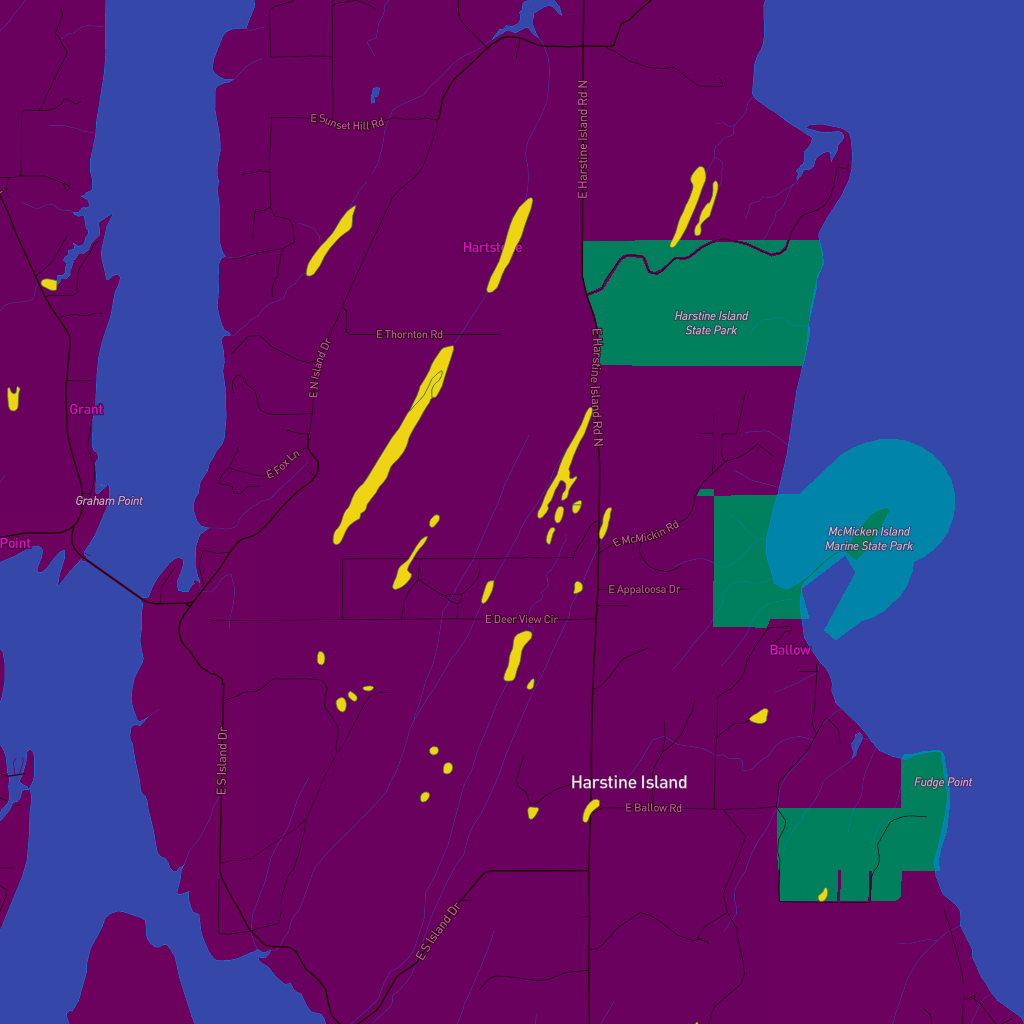 E Sunset Hill Rd
E Harstine Island Rd N
Hartstene
E Thornton Rd
Harstine Island
State Park
E N Island Dr
E Harstine Island Rd N
Grant
E Fox Ln
Graham Point
Point
E McMickin Rd
McMicken Island
Marine State Park
E Appaloosa Dr
E Deer View Cir
Ballow
E S Island Dr
Harstine Island
Fudge Point
E Ballow Rd
E S Island Dr